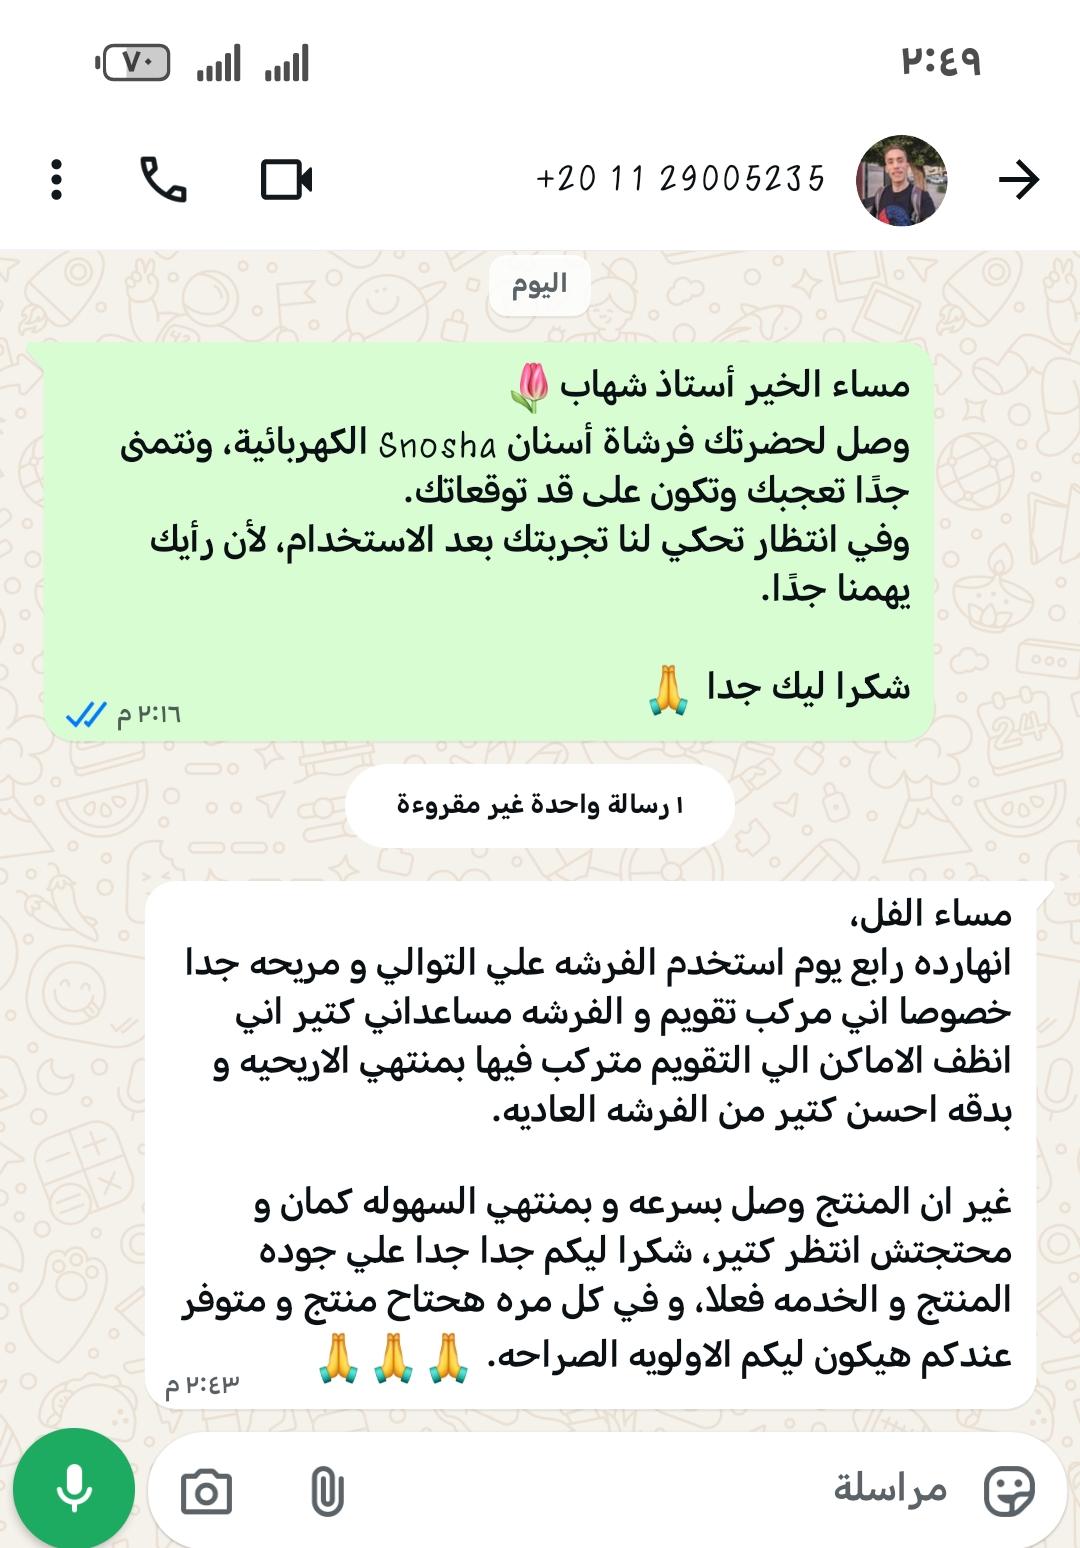 ٢:٤٩
٧٠
+20 11 29005235
اليوم
مساء الخير أستاذ شهاب🌷
وصل لحضرتك فرشاة أسنان Snosha الكهربائية، ونتمنى
جدًا تعجبك وتكون على قد توقعاتك.
وفي انتظار تحكي لنا تجربتك بعد الاستخدام، لأن رأيك
يهمنا جدًا.
شكرا ليك جدا 🙏
٢:١٦ م
١ رسالة واحدة غير مقروءة
مساء الفل،
انهارده رابع يوم استخدم الفرشه علي التوالي و مريحه جدا
خصوصا اني مركب تقويم و الفرشه مساعداني كتير اني
انظف الاماكن الي التقويم متركب فيها بمنتهي الاريحيه و
بدقه احسن كتير من الفرشه العاديه.
غير ان المنتج وصل بسرعه و بمنتهي السهوله كمان و
محتجتش انتظر كتير، شكرا ليكم جدا جدا علي جوده
المنتج و الخدمه فعلا، و في كل مره هحتاح منتج و متوفر
عندكم هيكون ليكم الاولويه الصراحه. 🙏🙏🙏
٢:٤٣ م
مراسلة